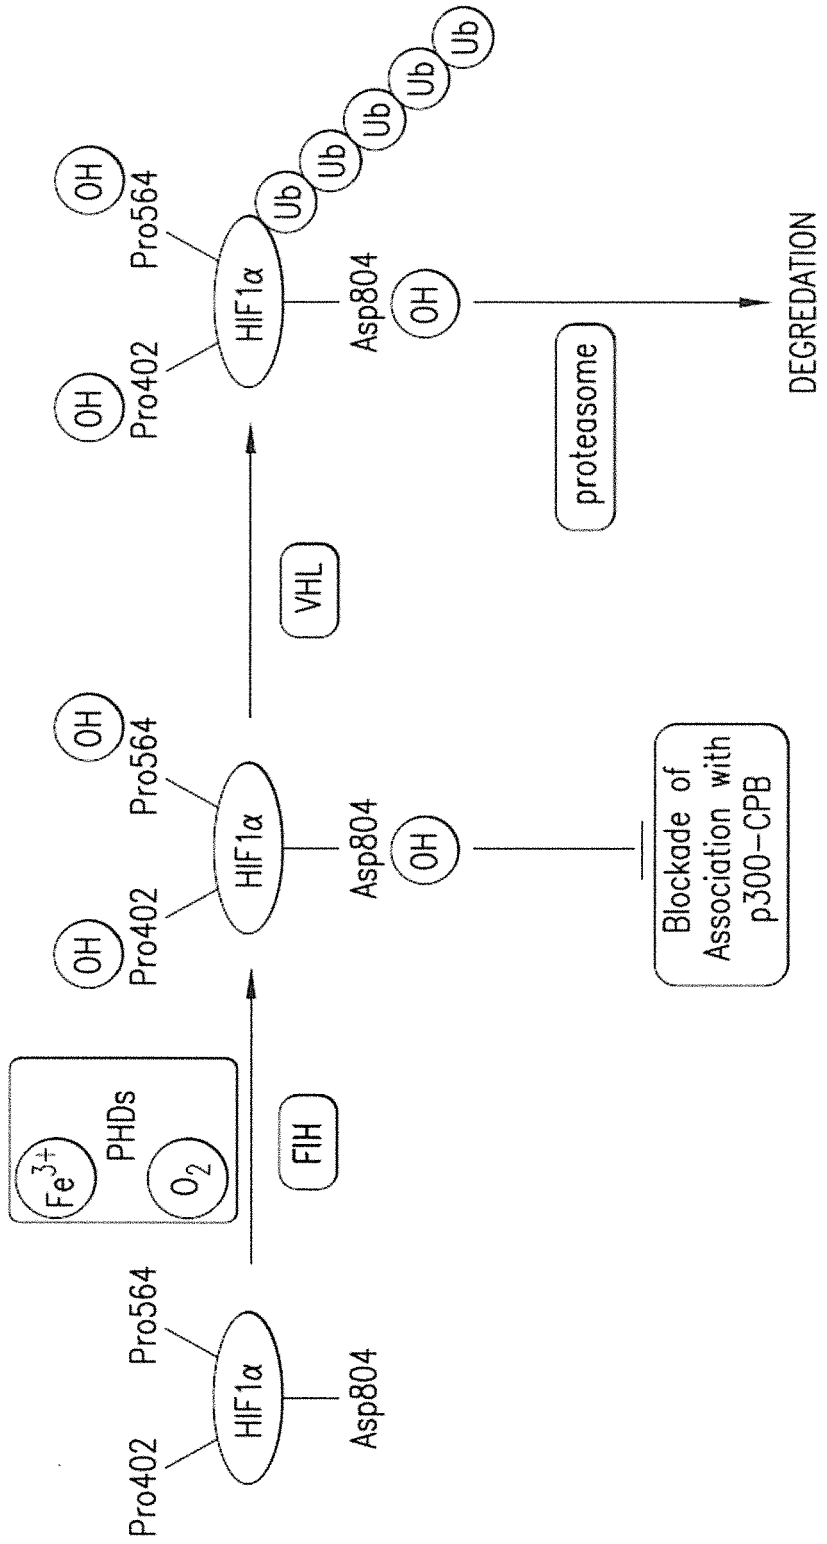 Pro402
Pro564
HIF1α
Asp804
Fe3+
PHDs
O2
FIH
OH
OH
Pro402
Pro564
HIF1α
Asp804
OH
Blockade of
Association with
p300-CPB
VHL
OH
OH
Pro402
Pro564
HIF1α
Ub
Ub
Ub
Ub
Ub
Asp804
OH
proteasome
DEGREDATION